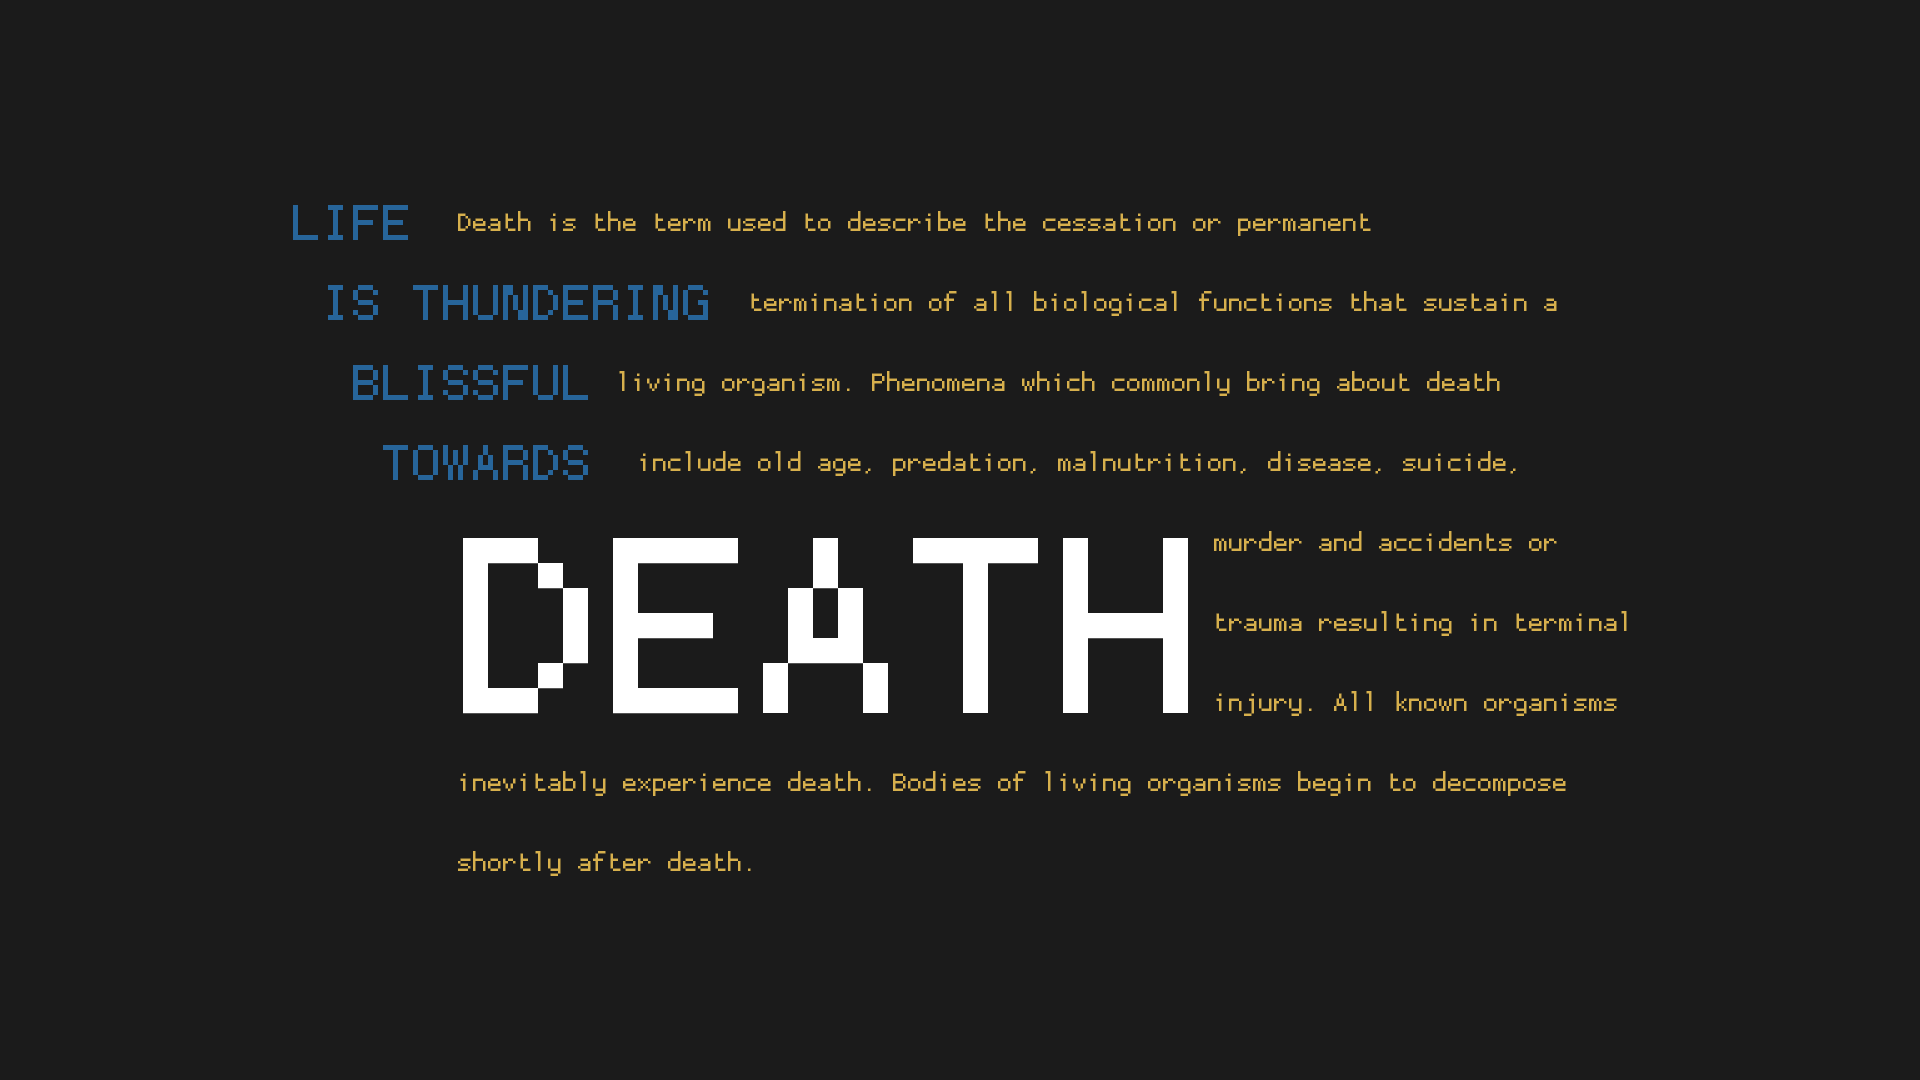 LIFE Death is the term used to describe the cessation or permanent
IS THUNDERING termination of all biological functions that sustain a
BLISSFUL living organism. Phenomena which commonly bring about death
TOWARDS include old age, predation, malnutrition, disease, suicide,
DEATH murder and accidents or
trauma resulting in terminal
injury. All known organisms
inevitably experience death. Bodies of living organisms begin to decompose
shortly after death.